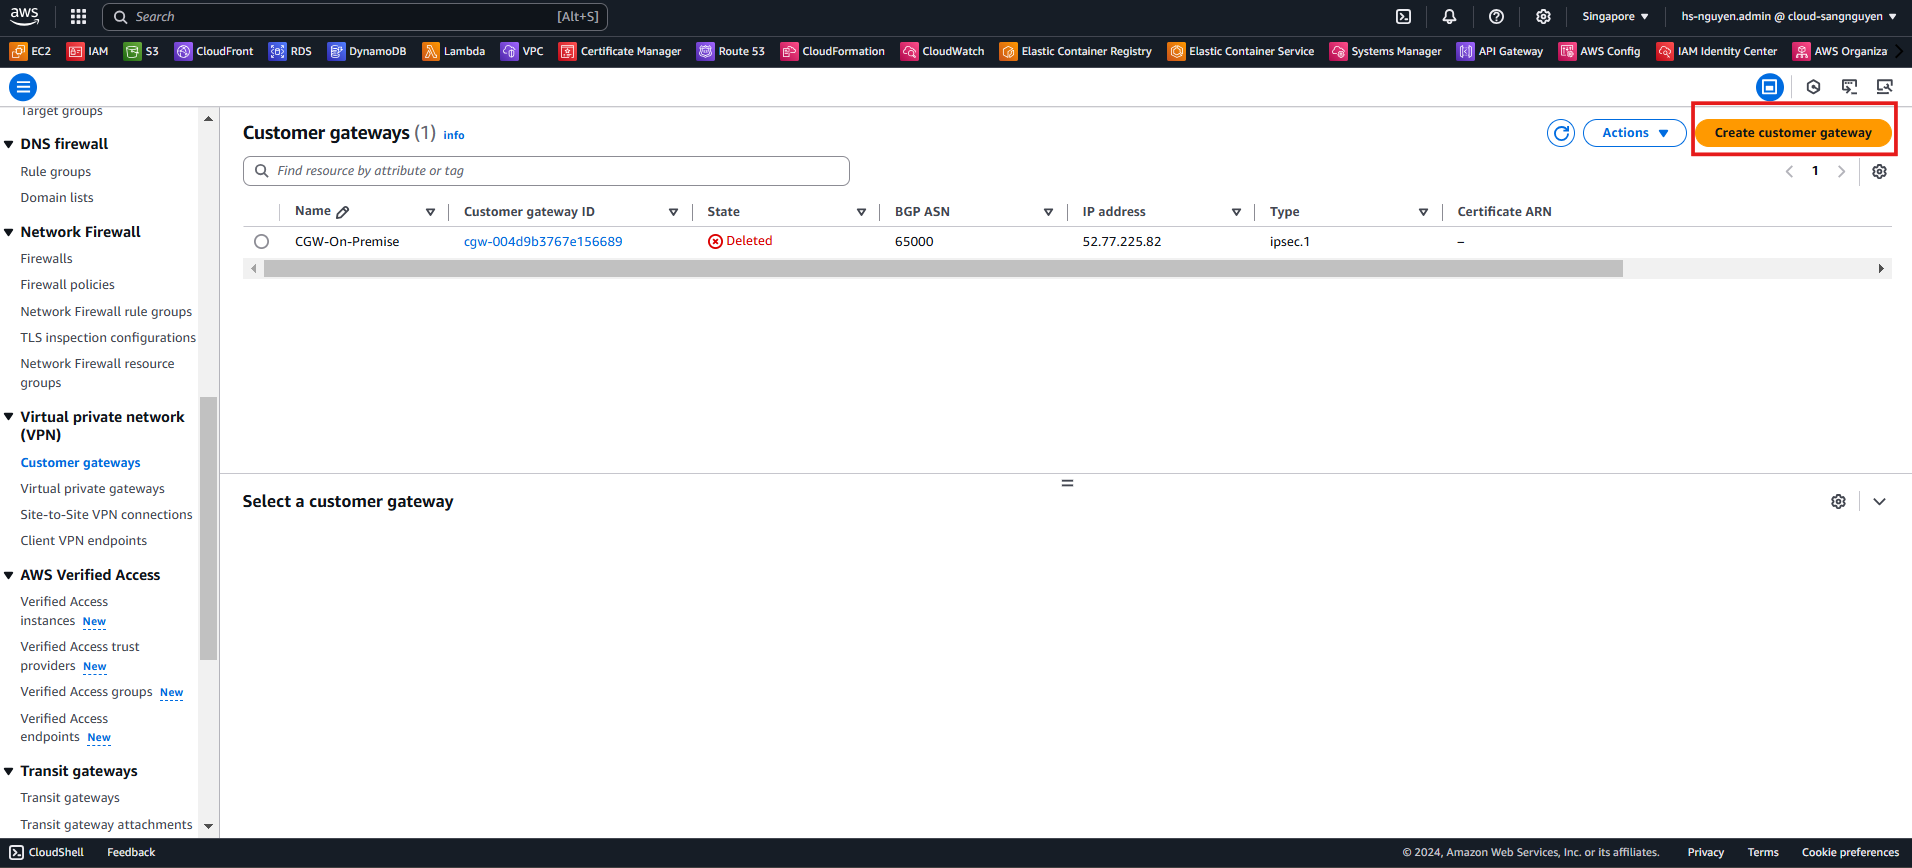 aws
Search [Alt+S]
Singapore
hs-nguyen.admin @ cloud-sangnguyen
EC2 IAM S3 CloudFront RDS DynamoDB Lambda VPC Certificate Manager Route 53 CloudFormation CloudWatch Elastic Container Registry Elastic Container Service Systems Manager API Gateway AWS Config IAM Identity Center AWS Organiza
Target groups
DNS firewall
Rule groups
Domain lists
Network Firewall
Firewalls
Firewall policies
Network Firewall rule groups
TLS inspection configurations
Network Firewall resource
groups
Virtual private network
(VPN)
Customer gateways
Virtual private gateways
Site-to-Site VPN connections
Client VPN endpoints
AWS Verified Access
Verified Access
instances New
Verified Access trust
providers New
Verified Access groups New
Verified Access
endpoints New
Transit gateways
Transit gateways
Transit gateway attachments
Customer gateways (1) info
Actions
Create customer gateway
Find resource by attribute or tag
1
Name Customer gateway ID State BGP ASN IP address Type Certificate ARN
CGW-On-Premise cgw-004d9b3767e156689 Deleted 65000 52.77.225.82 ipsec.1 –
Select a customer gateway
CloudShell Feedback © 2024, Amazon Web Services, Inc. or its affiliates. Privacy Terms Cookie preferences